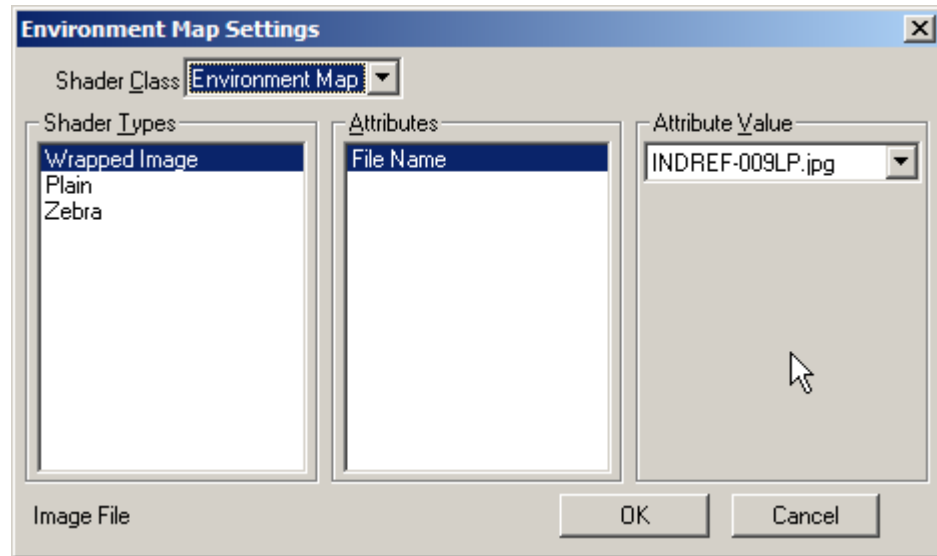 Environment Map Settings
Shader Class Environment Map
Shader Types
Wrapped Image
Plain
Zebra
Attributes
File Name
Attribute Value
INDREF-009LP.jpg
Image File
OK
Cancel